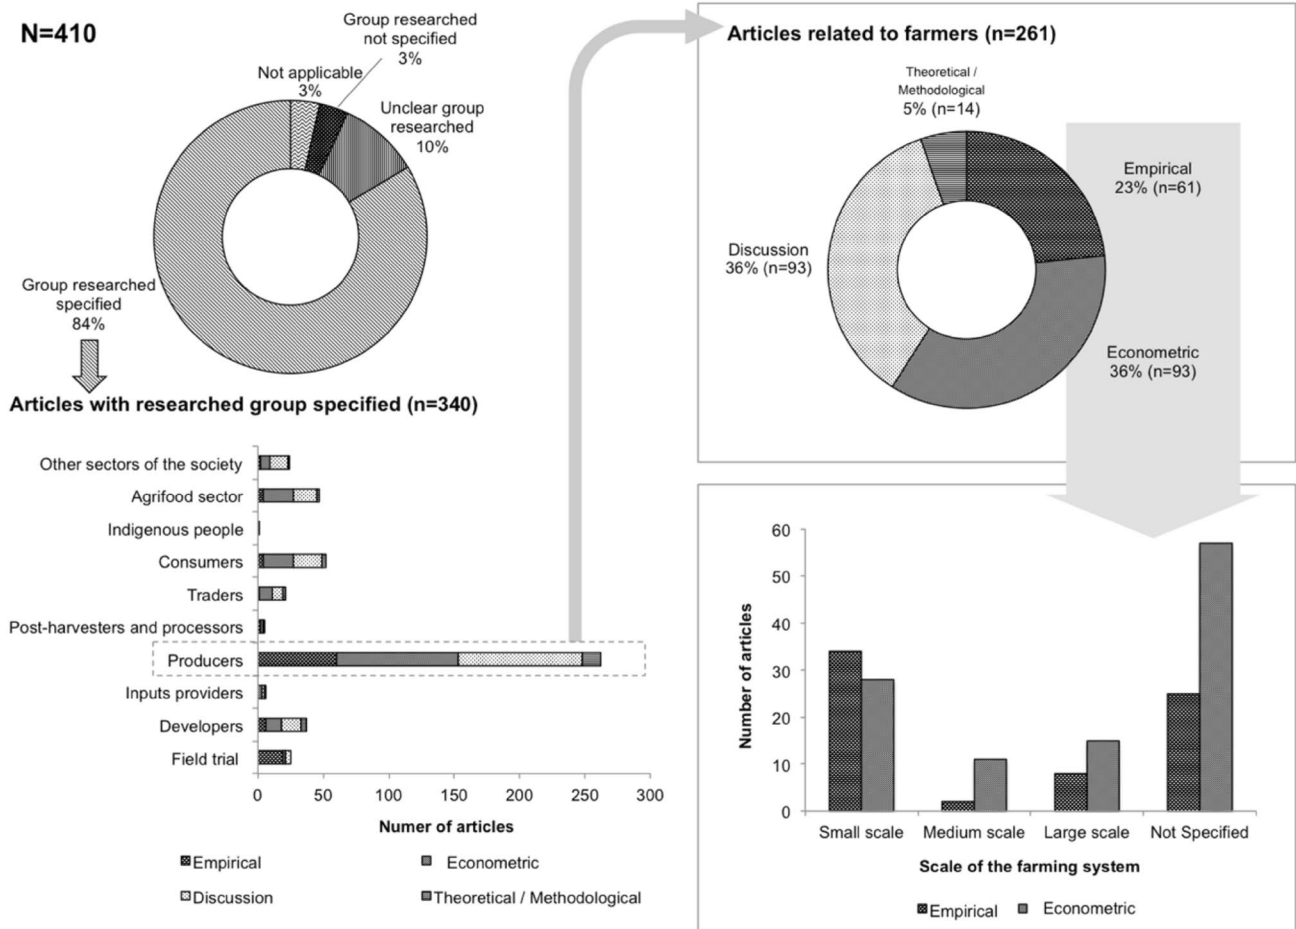 N=410
Group researched
not specified
3%
Not applicable
3%
Unclear group
researched
10%
Group researched
specified
84%
Articles with researched group specified (n=340)
Other sectors of the society
Agrifood sector
Indigenous people
Consumers
Traders
Post-harvesters and processors
Producers
Inputs providers
Developers
Field trial
0 50 100 150 200 250 300
Numer of articles
Empirical Econometric
Discussion Theoretical / Methodological
Articles related to farmers (n=261)
Theoretical /
Methodological
5% (n=14)
Empirical
23% (n=61)
Discussion
36% (n=93)
Econometric
36% (n=93)
Number of articles
60
50
40
30
20
10
0
Small scale Medium scale Large scale Not Specified
Scale of the farming system
Empirical Econometric